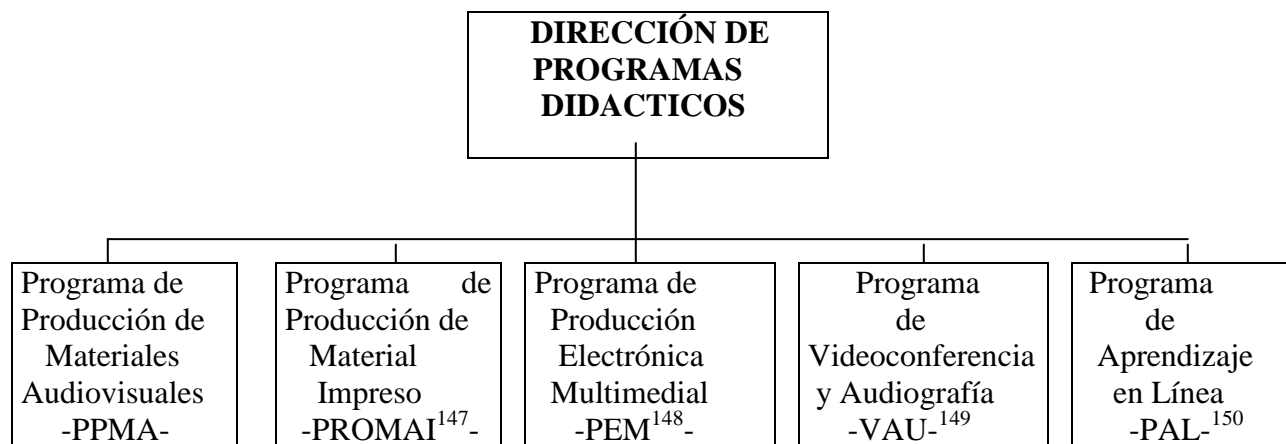 DIRECCIÓN DE
PROGRAMAS
DIDACTICOS
Programa de
Producción de
Materiales
Audiovisuales
-PPMA-
Programa de
Producción de
Material
Impreso
-PROMAI147-
Programa de
Producción
Electrónica
Multimedial
-PEM148-
Programa
de
Videoconferencia
y Audiografía
-VAU-149
Programa
de
Aprendizaje
en Línea
-PAL-150